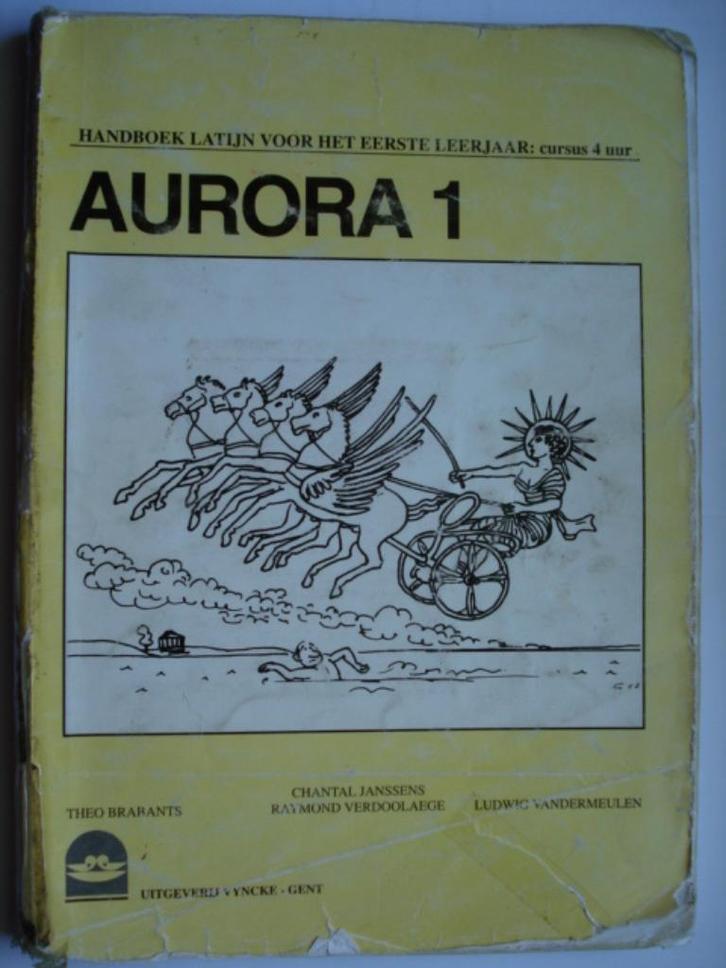 HANDBOEK LATIJN VOOR HET EERSTE LEERJAAR: cursus 4 uur
AURORA 1
CHANTAL JANSSENS
THEO BRABANTS RAYMOND VERDOOLAEGE LUDWIG VANDERMEULEN
UITGEVERIJ VYNCKE - GENT